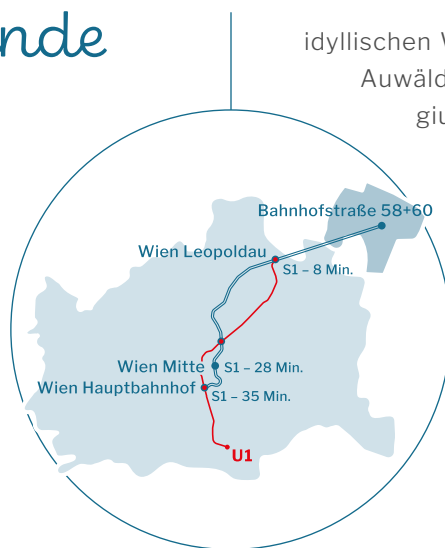 nde
idyllischen W
Auwäld
giu
Bahnhofstraße 58+60
Wien Leopoldau
S1 – 8 Min.
Wien Mitte
S1 – 28 Min.
Wien Hauptbahnhof
S1 – 35 Min.
U1